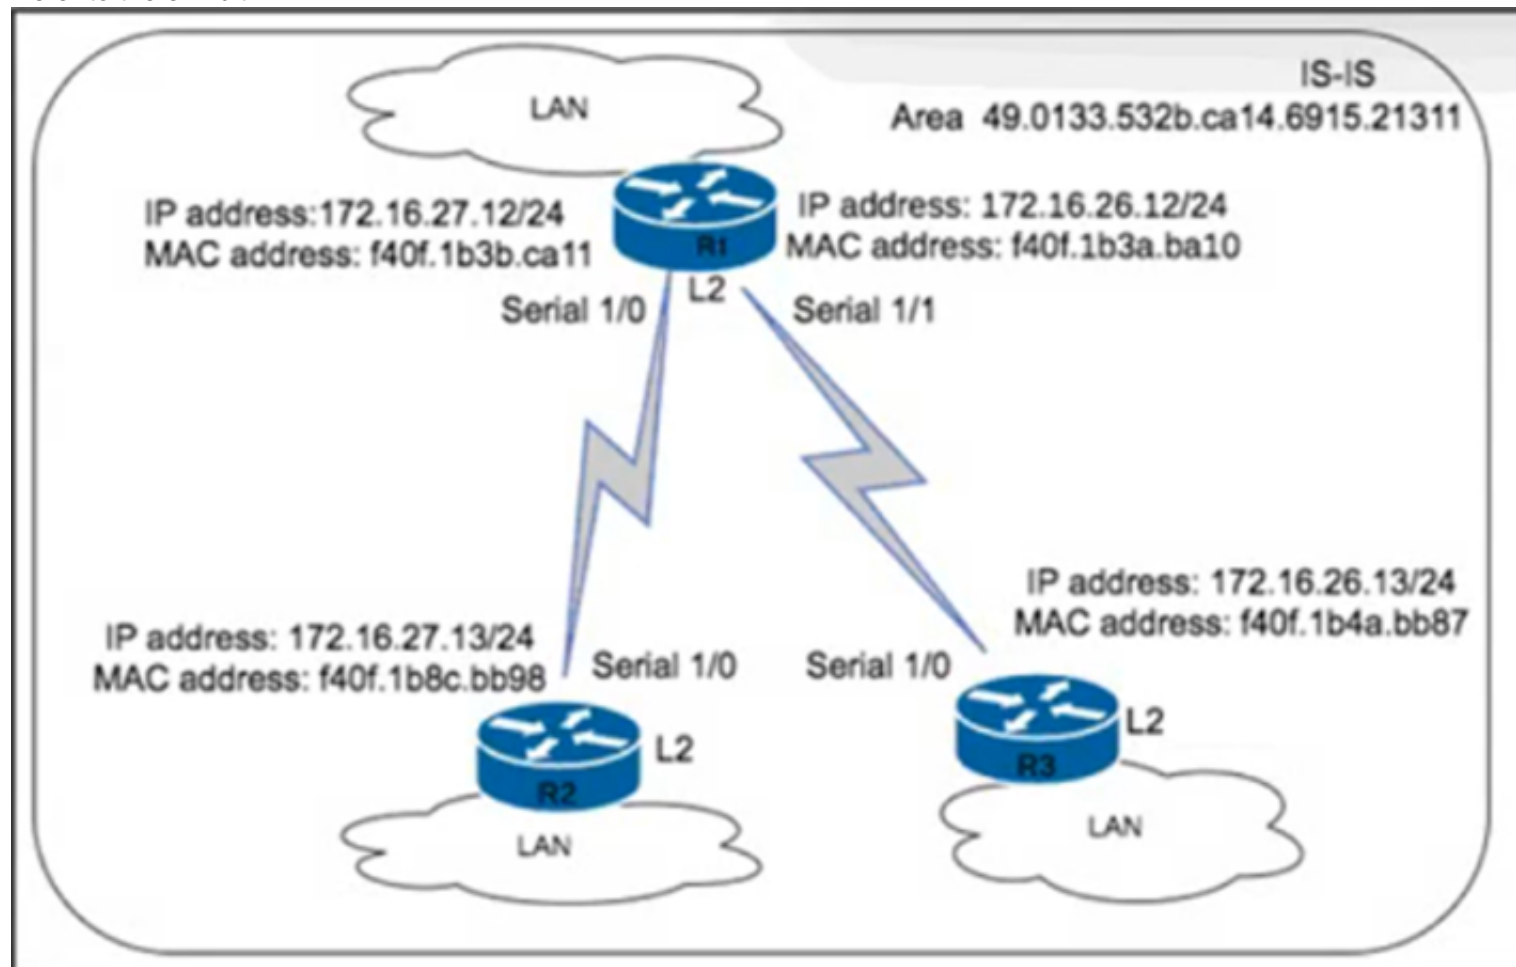 IS-IS
Area 49.0133.532b.ca14.6915.21311
LAN
IP address:172.16.27.12/24
MAC address: f40f.1b3b.ca11
IP address: 172.16.26.12/24
MAC address: f40f.1b3a.ba10
R1
L2
Serial 1/0
Serial 1/1
IP address: 172.16.27.13/24
MAC address: f40f.1b8c.bb98
Serial 1/0
R2
L2
LAN
IP address: 172.16.26.13/24
MAC address: f40f.1b4a.bb87
Serial 1/0
L2
R3
LAN